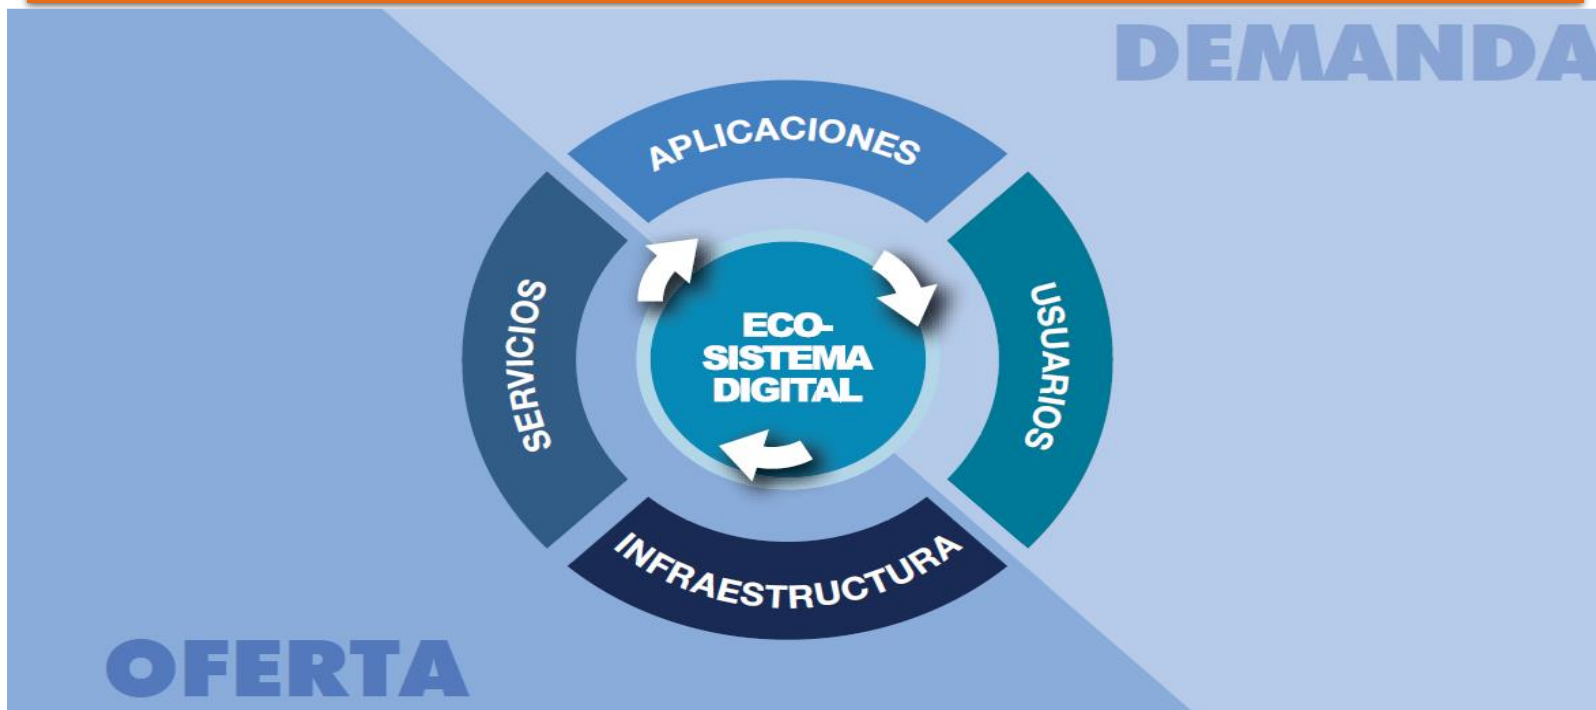 DEMANDA
APLICACIONES
SERVICIOS
ECO-
SISTEMA
DIGITAL
USUARIOS
INFRAESTRUCTURA
OFERTA